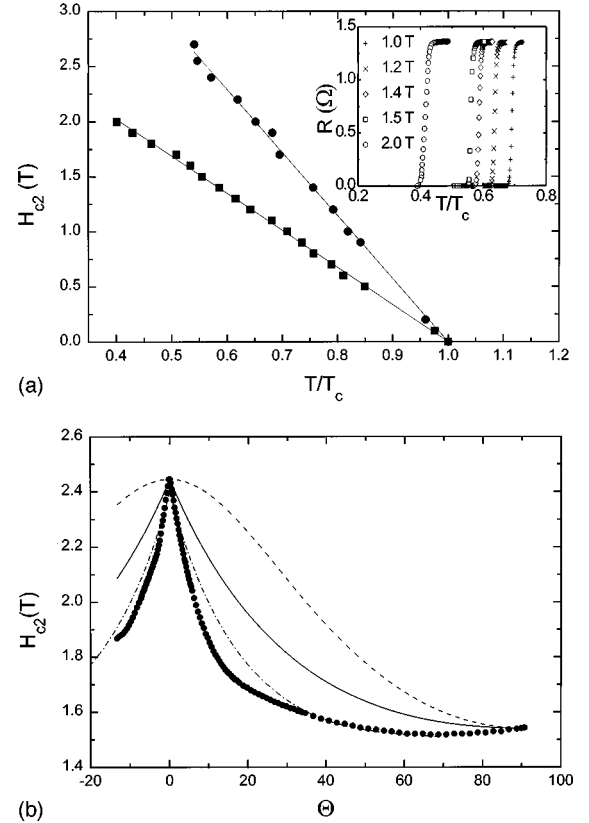 3.0
2.5
2.0
1.5
1.0
0.5
0.0
H_c2 (T)
0.4 0.5 0.6 0.7 0.8 0.9 1.0 1.1 1.2
T/T_c
1.5
1.0
0.5
0.0
R (Ω)
+ 1.0 T
× 1.2 T
◇ 1.4 T
□ 1.5 T
○ 2.0 T
0.2 0.4 0.6 0.8
T/T_c
(a)
2.6
2.4
2.2
2.0
1.8
1.6
1.4
H_c2(T)
-20 0 20 40 60 80 100
Θ
(b)